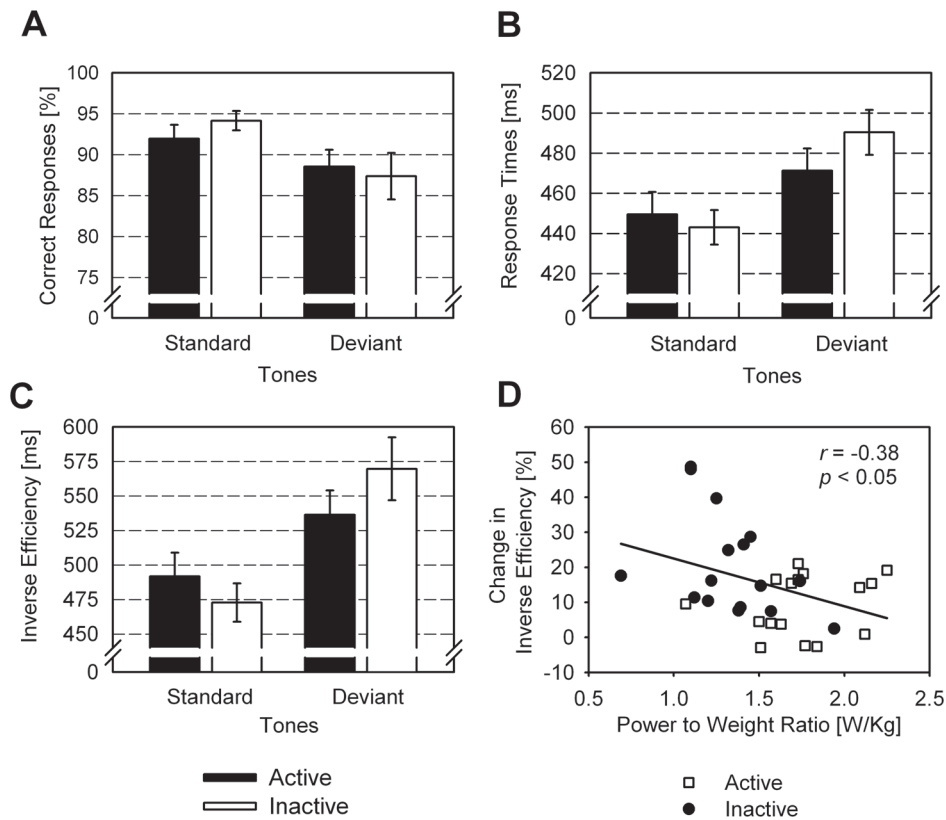 A
Correct Responses [%]
100
95
90
85
80
75
0
Standard
Deviant
Tones
B
Response Times [ms]
520
500
480
460
440
420
0
Standard
Deviant
Tones
C
Inverse Efficiency [ms]
600
575
550
525
500
475
450
0
Standard
Deviant
Tones
Active
Inactive
D
Change in
Inverse Efficiency [%]
60
50
40
30
20
10
0
-10
r = -0.38
p < 0.05
0.5 1.0 1.5 2.0 2.5
Power to Weight Ratio [W/Kg]
Active
Inactive